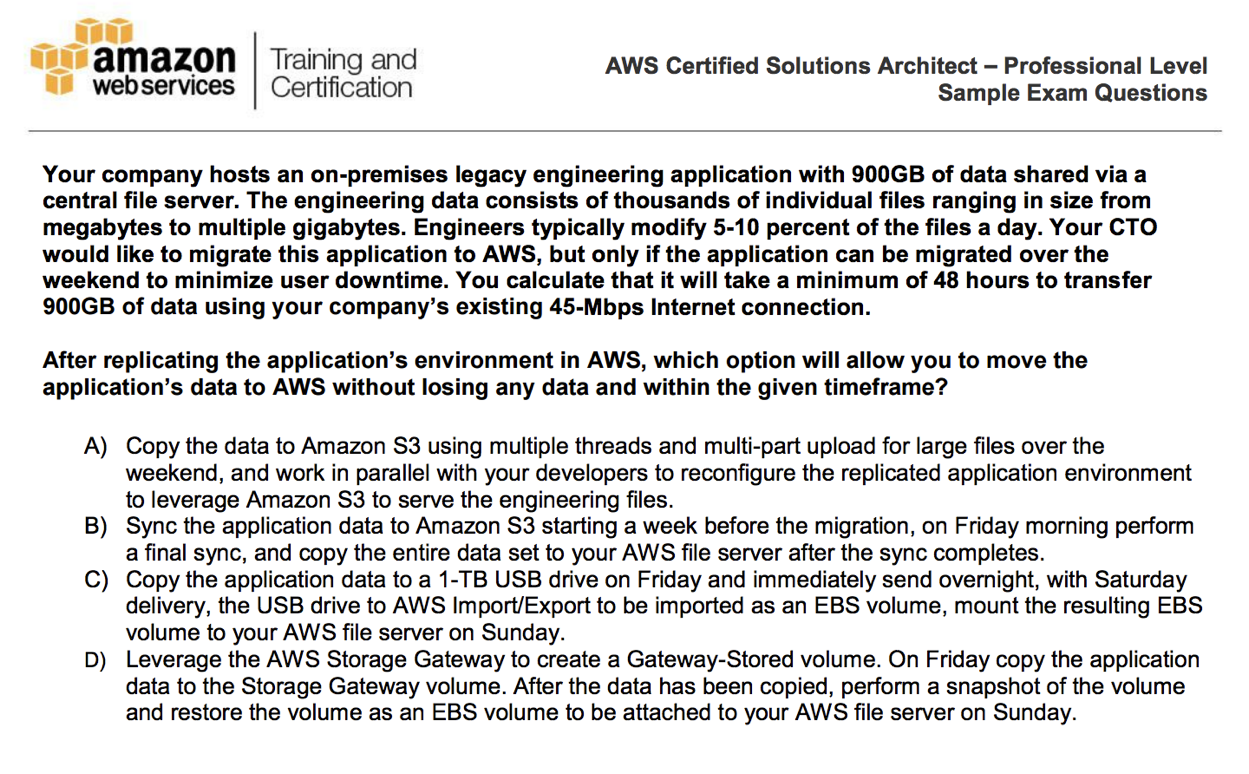 amazon
webservices
Training and
Certification
AWS Certified Solutions Architect – Professional Level
Sample Exam Questions
Your company hosts an on-premises legacy engineering application with 900GB of data shared via a
central file server. The engineering data consists of thousands of individual files ranging in size from
megabytes to multiple gigabytes. Engineers typically modify 5-10 percent of the files a day. Your CTO
would like to migrate this application to AWS, but only if the application can be migrated over the
weekend to minimize user downtime. You calculate that it will take a minimum of 48 hours to transfer
900GB of data using your company's existing 45-Mbps Internet connection.
After replicating the application's environment in AWS, which option will allow you to move the
application's data to AWS without losing any data and within the given timeframe?
A) Copy the data to Amazon S3 using multiple threads and multi-part upload for large files over the
weekend, and work in parallel with your developers to reconfigure the replicated application environment
to leverage Amazon S3 to serve the engineering files.
B) Sync the application data to Amazon S3 starting a week before the migration, on Friday morning perform
a final sync, and copy the entire data set to your AWS file server after the sync completes.
C) Copy the application data to a 1-TB USB drive on Friday and immediately send overnight, with Saturday
delivery, the USB drive to AWS Import/Export to be imported as an EBS volume, mount the resulting EBS
volume to your AWS file server on Sunday.
D) Leverage the AWS Storage Gateway to create a Gateway-Stored volume. On Friday copy the application
data to the Storage Gateway volume. After the data has been copied, perform a snapshot of the volume
and restore the volume as an EBS volume to be attached to your AWS file server on Sunday.